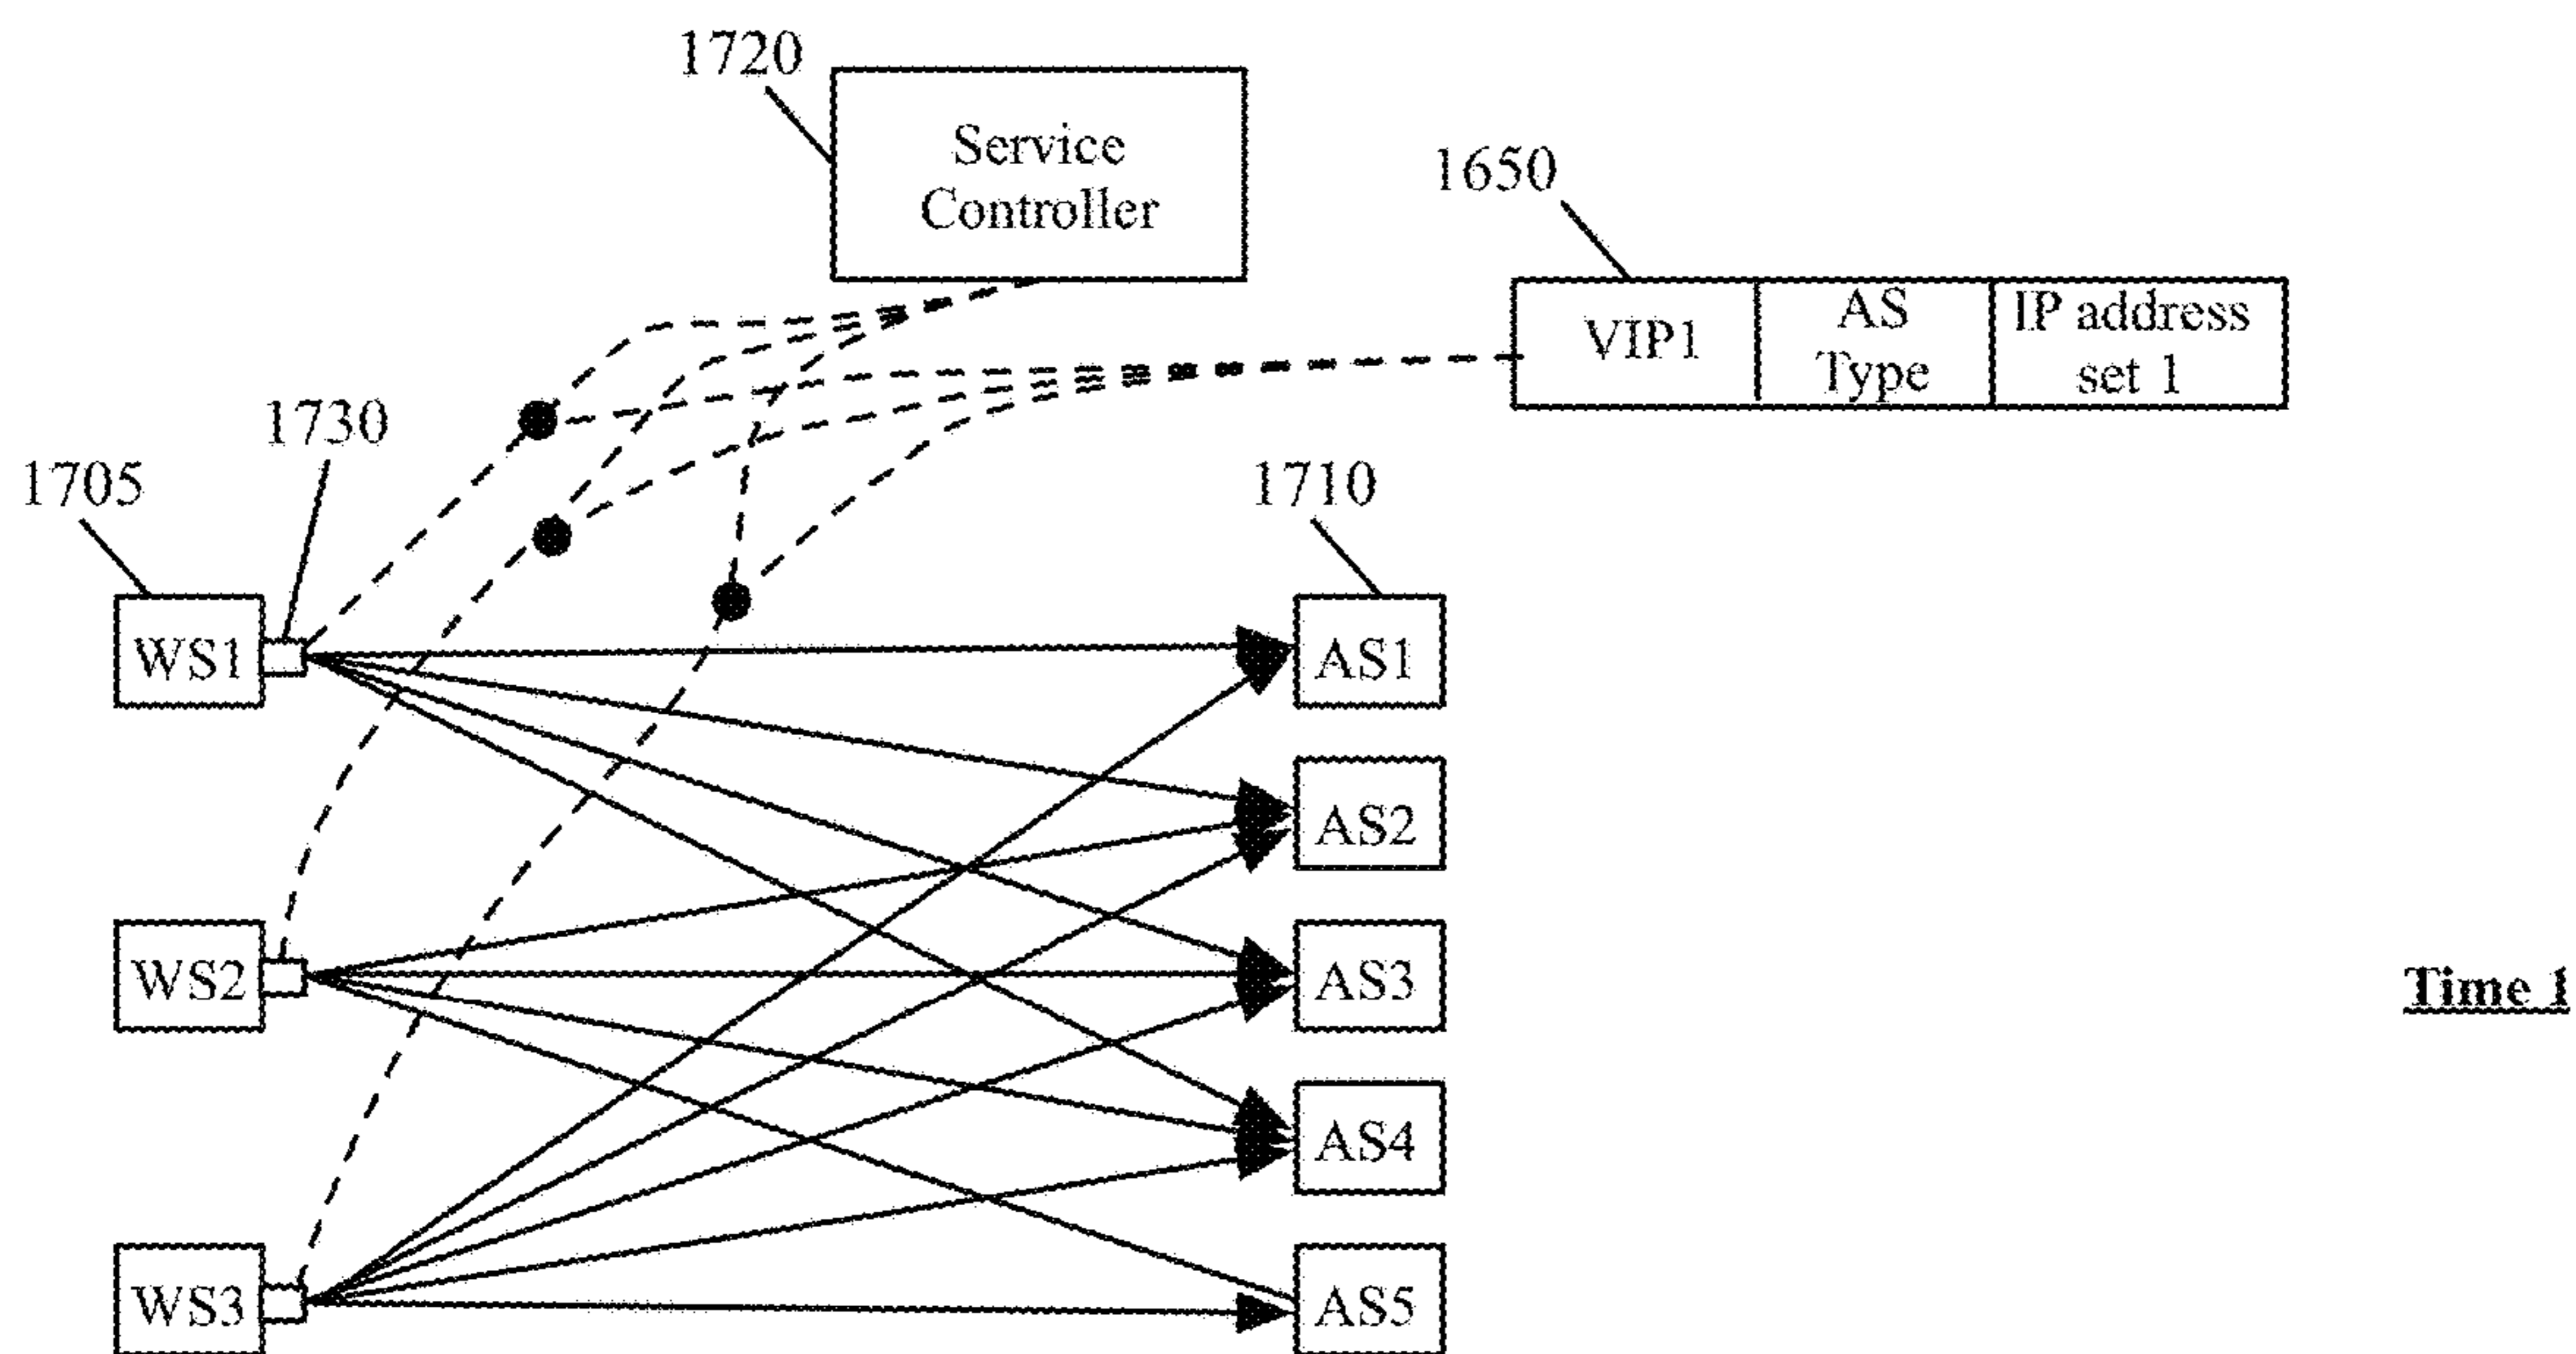 1720
Service
Controller
1650
VIP1
AS
Type
IP address
set 1
1730
1705
1710
WS1
AS1
AS2
WS2
AS3
Time 1
AS4
WS3
AS5